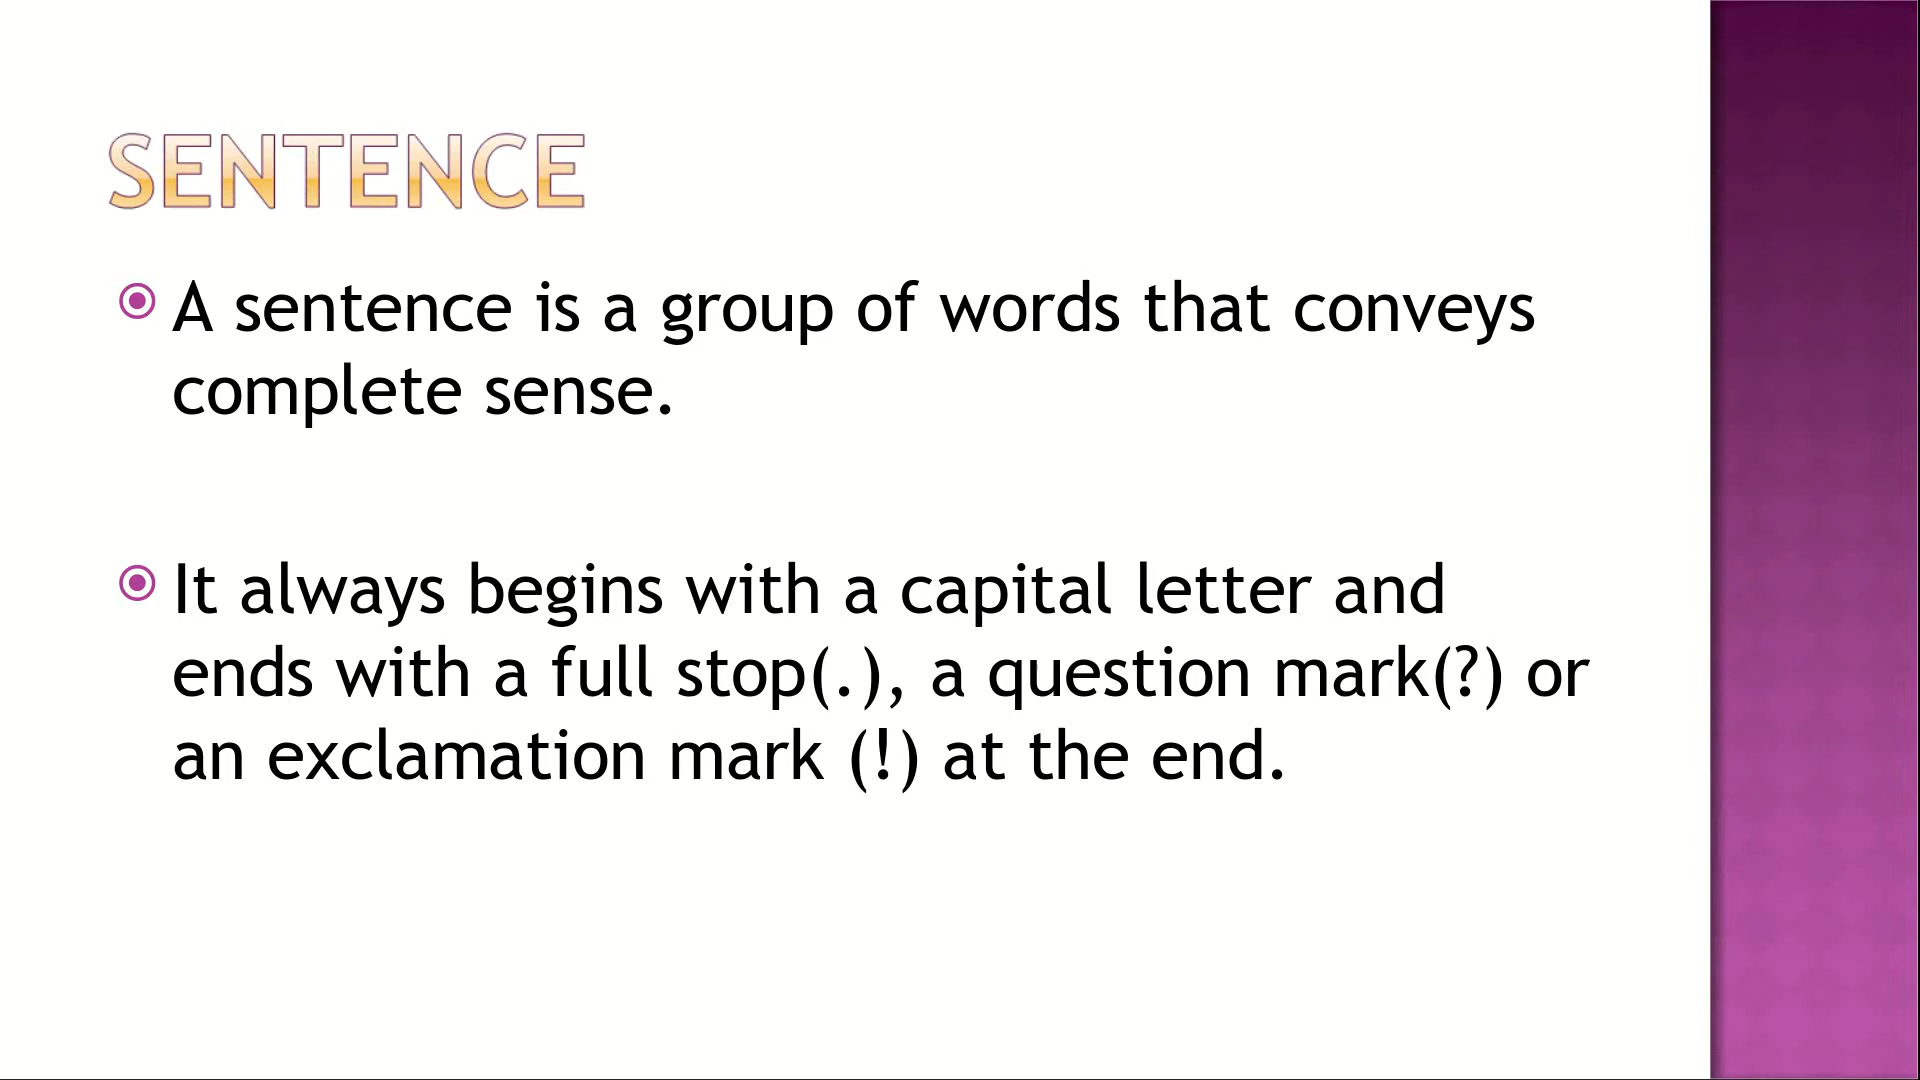 SENTENCE
A sentence is a group of words that conveys
complete sense.
It always begins with a capital letter and
ends with a full stop(.), a question mark(?) or
an exclamation mark (!) at the end.